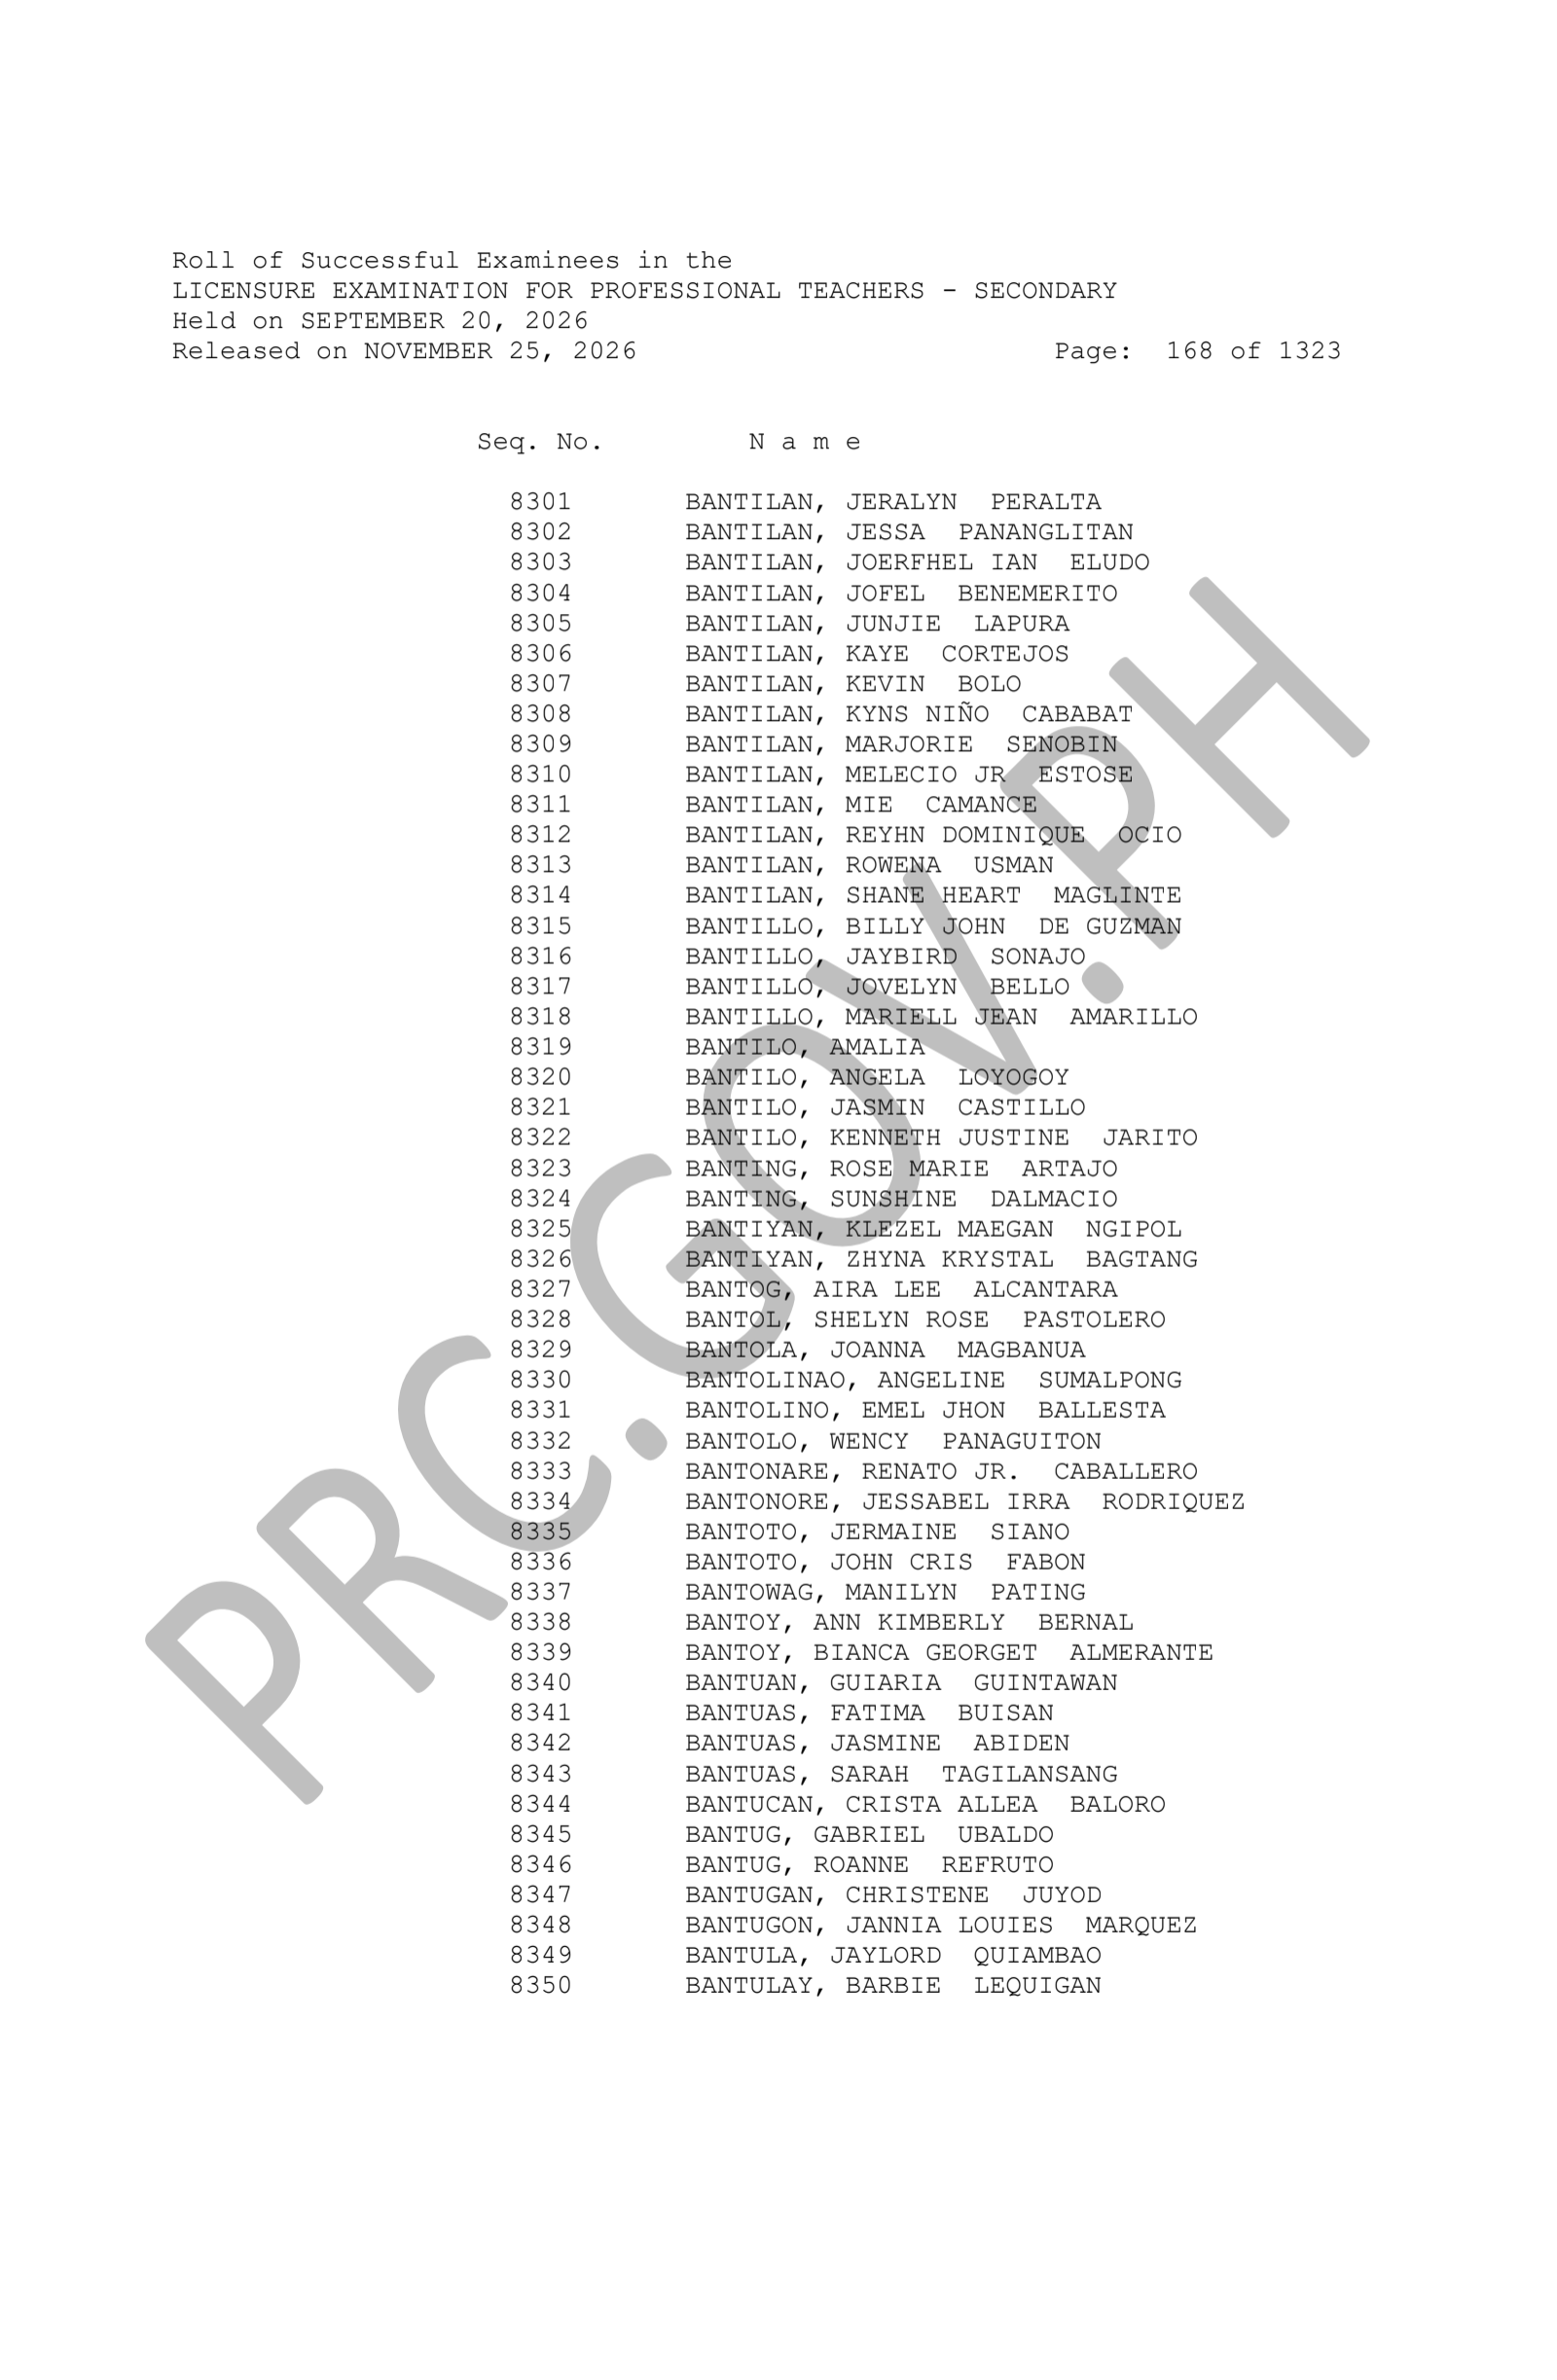 Roll of Successful Examinees in the
LICENSURE EXAMINATION FOR PROFESSIONAL TEACHERS - SECONDARY
Held on SEPTEMBER 20, 2026
Released on NOVEMBER 25, 2026 Page: 168 of 1323
Seq. No. N a m e
8301 BANTILAN, JERALYN PERALTA
8302 BANTILAN, JESSA PANANGLITAN
8303 BANTILAN, JOERFHEL IAN ELUDO
8304 BANTILAN, JOFEL BENEMERITO
8305 BANTILAN, JUNJIE LAPURA
8306 BANTILAN, KAYE CORTEJOS
8307 BANTILAN, KEVIN BOLO
8308 BANTILAN, KYNS NIÑO CABABAT
8309 BANTILAN, MARJORIE SENOBIN
8310 BANTILAN, MELECIO JR ESTOSE
8311 BANTILAN, MIE CAMANCE
8312 BANTILAN, REYHN DOMINIQUE OCIO
8313 BANTILAN, ROWENA USMAN
8314 BANTILAN, SHANE HEART MAGLINTE
8315 BANTILLO, BILLY JOHN DE GUZMAN
8316 BANTILLO, JAYBIRD SONAJO
8317 BANTILLO, JOVELYN BELLO
8318 BANTILLO, MARIELL JEAN AMARILLO
8319 BANTILO, AMALIA
8320 BANTILO, ANGELA LOYOGOY
8321 BANTILO, JASMIN CASTILLO
8322 BANTILO, KENNETH JUSTINE JARITO
8323 BANTING, ROSE MARIE ARTAJO
8324 BANTING, SUNSHINE DALMACIO
8325 BANTIYAN, KLEZEL MAEGAN NGIPOL
8326 BANTIYAN, ZHYNA KRYSTAL BAGTANG
8327 BANTOG, AIRA LEE ALCANTARA
8328 BANTOL, SHELYN ROSE PASTOLERO
8329 BANTOLA, JOANNA MAGBANUA
8330 BANTOLINAO, ANGELINE SUMALPONG
8331 BANTOLINO, EMEL JHON BALLESTA
8332 BANTOLO, WENCY PANAGUITON
8333 BANTONARE, RENATO JR. CABALLERO
8334 BANTONORE, JESSABEL IRRA RODRIQUEZ
8335 BANTOTO, JERMAINE SIANO
8336 BANTOTO, JOHN CRIS FABON
8337 BANTOWAG, MANILYN PATING
8338 BANTOY, ANN KIMBERLY BERNAL
8339 BANTOY, BIANCA GEORGET ALMERANTE
8340 BANTUAN, GUIARIA GUINTAWAN
8341 BANTUAS, FATIMA BUISAN
8342 BANTUAS, JASMINE ABIDEN
8343 BANTUAS, SARAH TAGILANSANG
8344 BANTUCAN, CRISTA ALLEA BALORO
8345 BANTUG, GABRIEL UBALDO
8346 BANTUG, ROANNE REFRUTO
8347 BANTUGAN, CHRISTENE JUYOD
8348 BANTUGON, JANNIA LOUIES MARQUEZ
8349 BANTULA, JAYLORD QUIAMBAO
8350 BANTULAY, BARBIE LEQUIGAN
PRC.GOV.PH